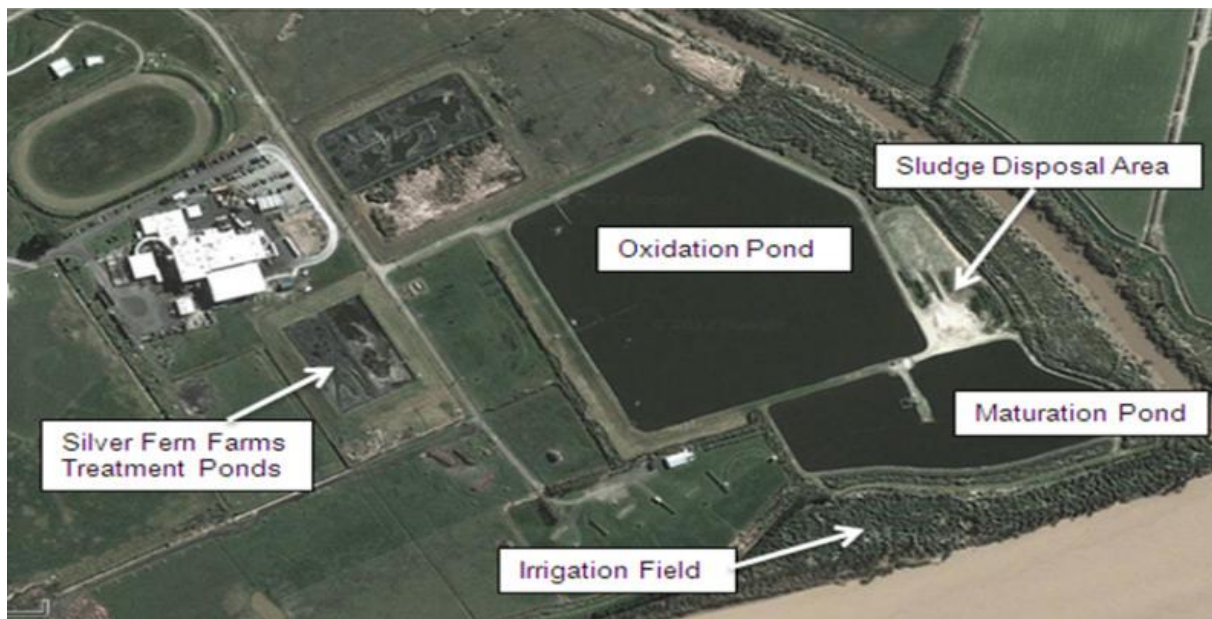 Sludge Disposal Area
Oxidation Pond
Maturation Pond
Silver Fern Farms
Treatment Ponds
Irrigation Field